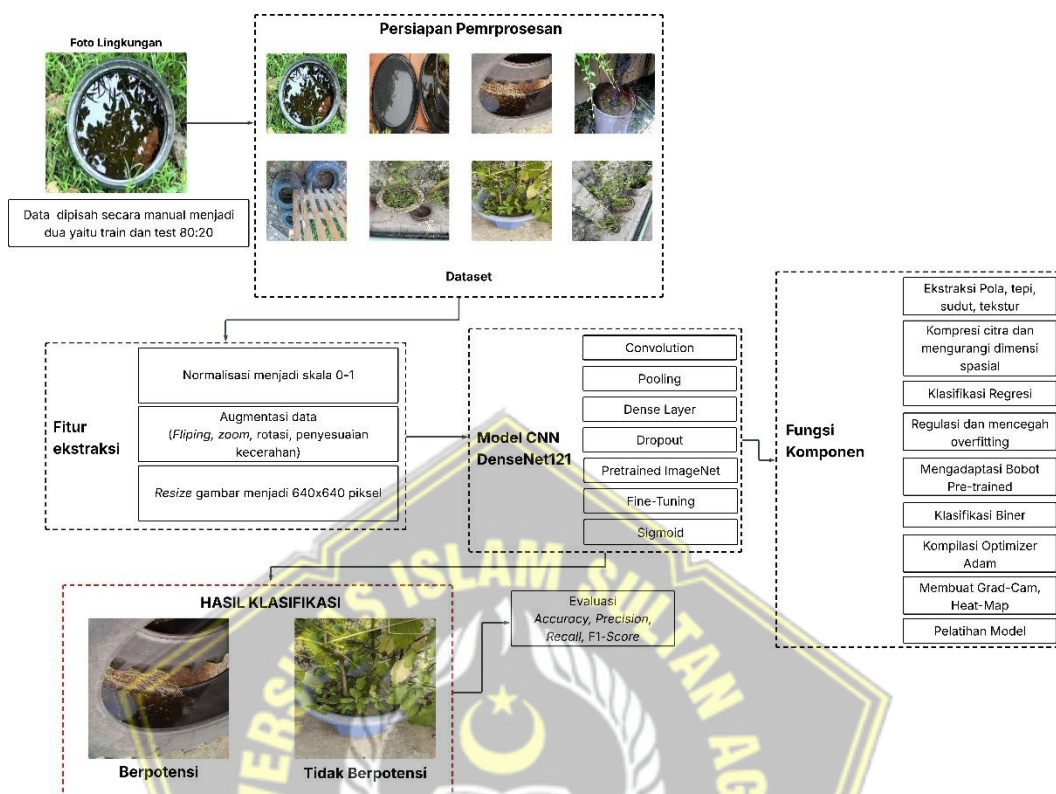 Foto Lingkungan
Data dipisah secara manual menjadi
dua yaitu train dan test 80:20
Persiapan Pemrprosesan
Dataset
Fitur
ekstraksi
Normalisasi menjadi skala 0-1
Augmentasi data
(Fliping, zoom, rotasi, penyesuaian
kecerahan)
Resize gambar menjadi 640x640 piksel
Model CNN
DenseNet121
Convolution
Pooling
Dense Layer
Dropout
Pretrained ImageNet
Fine-Tuning
Sigmoid
Fungsi
Komponen
Ekstraksi Pola, tepi,
sudut, tekstur
Kompresi citra dan
mengurangi dimensi
spasial
Klasifikasi Regresi
Regulasi dan mencegah
overfitting
Mengadaptasi Bobot
Pre-trained
Klasifikasi Biner
Kompilasi Optimizer
Adam
Membuat Grad-Cam,
Heat-Map
Pelatihan Model
HASIL KLASIFIKASI
Berpotensi
Tidak Berpotensi
Evaluasi
Accuracy, Precision,
Recall, F1-Score
ISLAM SULTAN AG